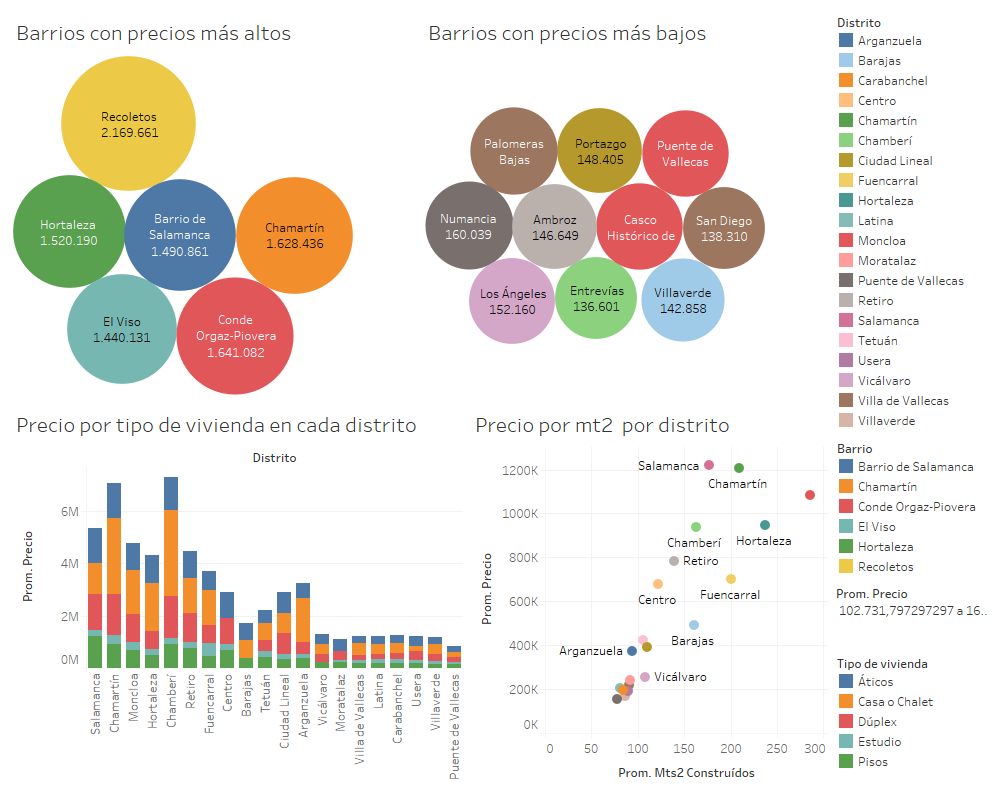 Barrios con precios más altos
Recoletos
2.169.661
Hortaleza
1.520.190
Barrio de
Salamanca
1.490.861
Chamartín
1.628.436
El Viso
1.440.131
Conde
Orgaz-Piovera
1.641.082
Barrios con precios más bajos
Palomeras
Bajas
Portazgo
148.405
Puente de
Vallecas
Numancia
160.039
Ambroz
146.649
Casco
Histórico de
San Diego
138.310
Los Ángeles
152.160
Entrevías
136.601
Villaverde
142.858
Precio por tipo de vivienda en cada distrito
Distrito
Prom. Precio
6M
4M
2M
0M
Salamanca
Chamartín
Moncloa
Hortaleza
Chamberí
Retiro
Fuencarral
Centro
Barajas
Tetuán
Ciudad Lineal
Arganzuela
Vicálvaro
Moratalaz
Villa de Vallecas
Latina
Carabanchel
Usera
Villaverde
Puente de Vallecas
Precio por mt2 por distrito
Prom. Precio
1200K
1000K
800K
600K
400K
200K
0K
Salamanca
Chamartín
Chamberí
Hortaleza
Retiro
Centro
Fuencarral
Barajas
Arganzuela
Vicálvaro
0
50
100
150
200
250
300
Prom. Mts2 Construídos
Distrito
Arganzuela
Barajas
Carabanchel
Centro
Chamartín
Chamberí
Ciudad Lineal
Fuencarral
Hortaleza
Latina
Moncloa
Moratalaz
Puente de Vallecas
Retiro
Salamanca
Tetuán
Usera
Vicálvaro
Villa de Vallecas
Villaverde
Barrio
Barrio de Salamanca
Chamartín
Conde Orgaz-Piovera
El Viso
Hortaleza
Recoletos
Prom. Precio
102.731,797297297 a 16..
Tipo de vivienda
Áticos
Casa o Chalet
Dúplex
Estudio
Pisos